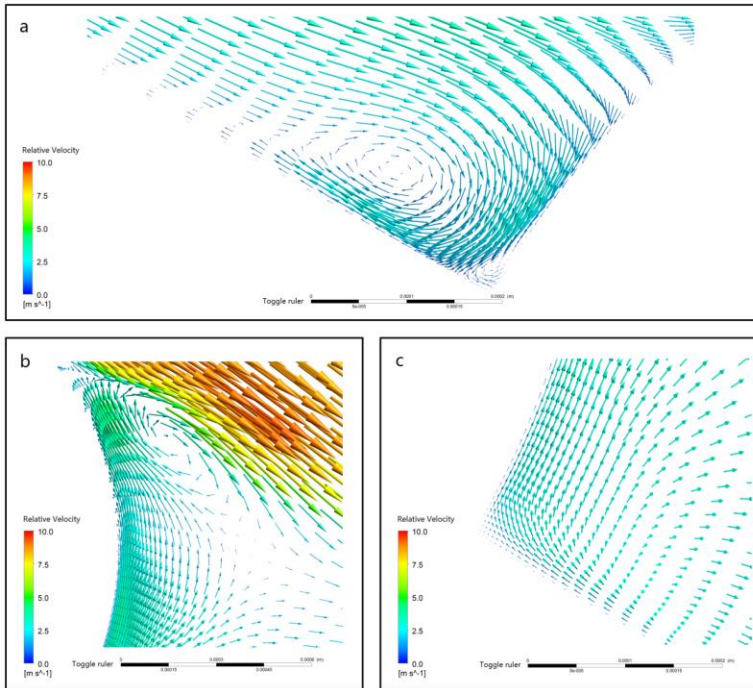 a
Relative Velocity
10.0
7.5
5.0
2.5
0.0
[m s^-1]
Toggle ruler
0 0.0001 0.0002 (m)
5e-005 0.00015
b
Relative Velocity
10.0
7.5
5.0
2.5
0.0
[m s^-1]
Toggle ruler
0 0.0003 0.0006 (m)
0.00015 0.00045
c
Relative Velocity
10.0
7.5
5.0
2.5
0.0
[m s^-1]
Toggle ruler
0 0.0001 0.0002 (m)
5e-005 0.00015